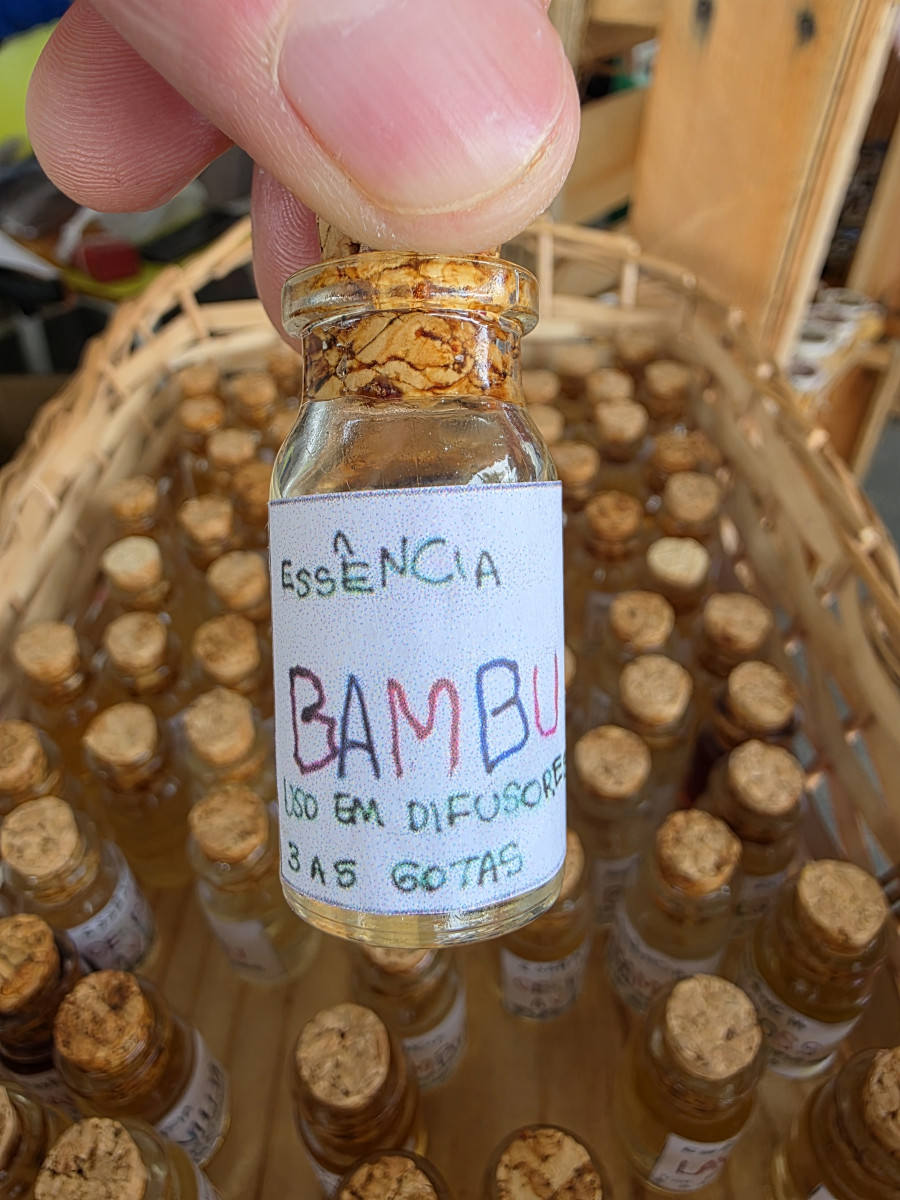 ESSÊNCIA
BAMBU
USO EM DIFUSORES
3 A 5 GOTAS